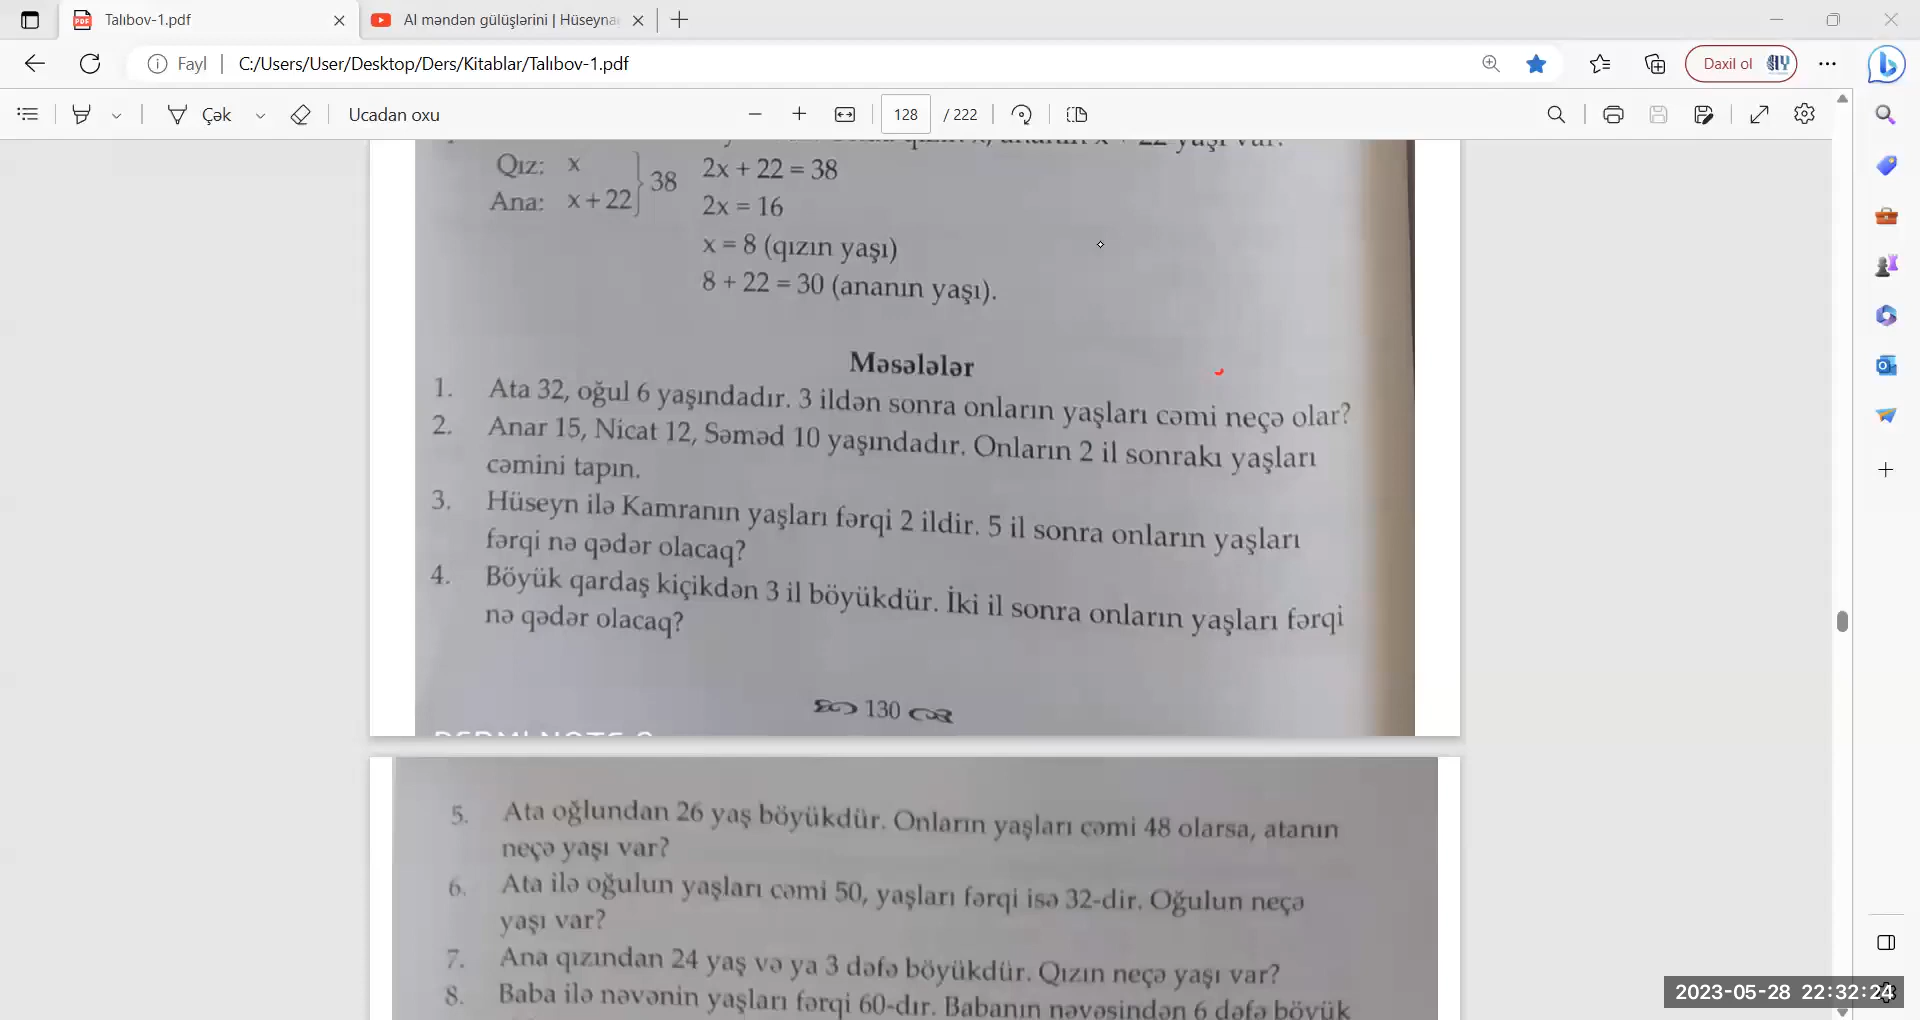 Talıbov-1.pdf
Al məndən gülüşlərini | Hüseyna
Fayl
C:/Users/User/Desktop/Ders/Kitablar/Talıbov-1.pdf
Daxil ol
Çək
Ucadan oxu
128 / 222
Qız: x
Ana: x + 22
38
2x + 22 = 38
2x = 16
x = 8 (qızın yaşı)
8 + 22 = 30 (ananın yaşı).
Məsələlər
1. Ata 32, oğul 6 yaşındadır. 3 ildən sonra onların yaşları cəmi neçə olar?
2. Anar 15, Nicat 12, Səməd 10 yaşındadır. Onların 2 il sonrakı yaşları
cəmini tapın.
3. Hüseyn ilə Kamranın yaşları fərqi 2 ildir. 5 il sonra onların yaşları
fərqi nə qədər olacaq?
4. Böyük qardaş kiçikdən 3 il böyükdür. İki il sonra onların yaşları fərqi
nə qədər olacaq?
130
5. Ata oğlundan 26 yaş böyükdür. Onların yaşları cəmi 48 olarsa, atanın
neçə yaşı var?
6. Ata ilə oğulun yaşları cəmi 50, yaşları fərqi isə 32-dir. Oğulun neçə
yaşı var?
7. Ana qızından 24 yaş və ya 3 dəfə böyükdür. Qızın neçə yaşı var?
8. Baba ilə nəvənin yaşları fərqi 60-dır. Babanın nəvəsindən 6 dəfə böyük
2023-05-28 22:32:24